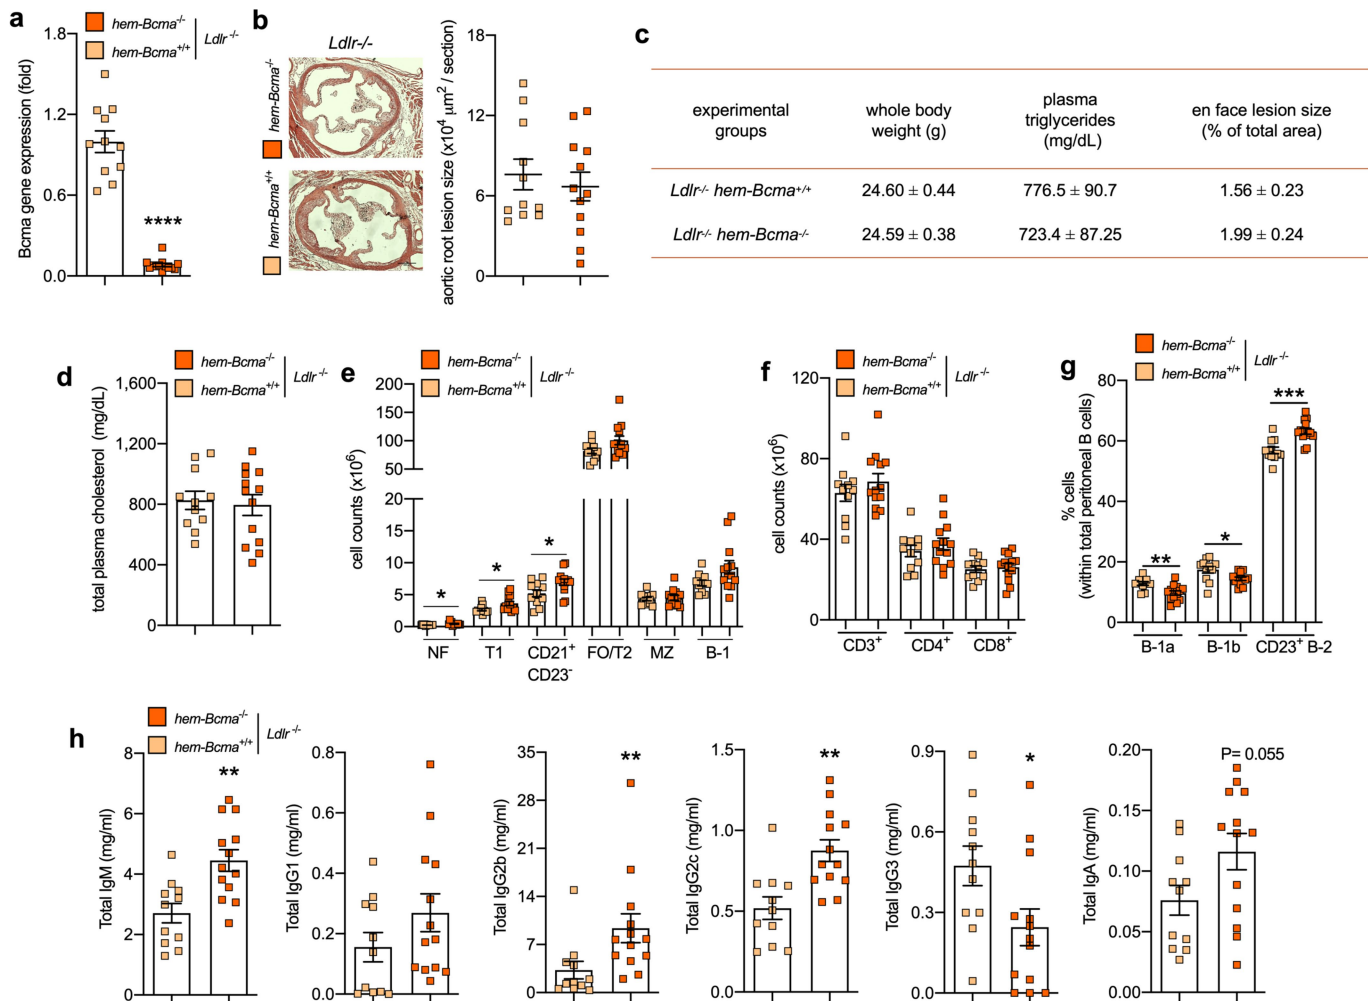 a
hem-Bcma-/-
hem-Bcma+/+
Ldlr-/-
Bcma gene expression (fold)
1.8
1.2
0.6
0.0
****
b
Ldlr-/-
hem-Bcma-/-
hem-Bcma+/+
aortic root lesion size (x10⁴ µm² / section)
18
12
6
0
c
experimental groups
whole body weight (g)
plasma triglycerides (mg/dL)
en face lesion size (% of total area)
Ldlr-/- hem-Bcma+/+ 24.60 ± 0.44 776.5 ± 90.7 1.56 ± 0.23
Ldlr-/- hem-Bcma-/- 24.59 ± 0.38 723.4 ± 87.25 1.99 ± 0.24
d
hem-Bcma-/-
hem-Bcma+/+
Ldlr-/-
total plasma cholesterol (mg/dL)
1,600
1,200
800
400
0
e
hem-Bcma-/-
hem-Bcma+/+
Ldlr-/-
cell counts (x10⁶)
200
150
100
50
20
15
10
5
0
*
*
*
NF T1 CD21+ CD23- FO/T2 MZ B-1
f
hem-Bcma-/-
hem-Bcma+/+
Ldlr-/-
cell counts (x10⁶)
120
80
40
0
CD3+ CD4+ CD8+
g
hem-Bcma-/-
hem-Bcma+/+
Ldlr-/-
% cells
(within total peritoneal B cells)
80
60
40
20
0
**
*
***
B-1a B-1b CD23+ B-2
h
hem-Bcma-/-
hem-Bcma+/+
Ldlr-/-
Total IgM (mg/ml)
8
6
4
2
0
**
Total IgG1 (mg/ml)
0.8
0.6
0.4
0.2
0.0
Total IgG2b (mg/ml)
35
28
21
14
7
0
**
Total IgG2c (mg/ml)
1.5
1.0
0.5
0.0
**
Total IgG3 (mg/ml)
0.9
0.6
0.3
0.0
*
Total IgA (mg/ml)
0.20
0.15
0.10
0.05
0.00
P= 0.055